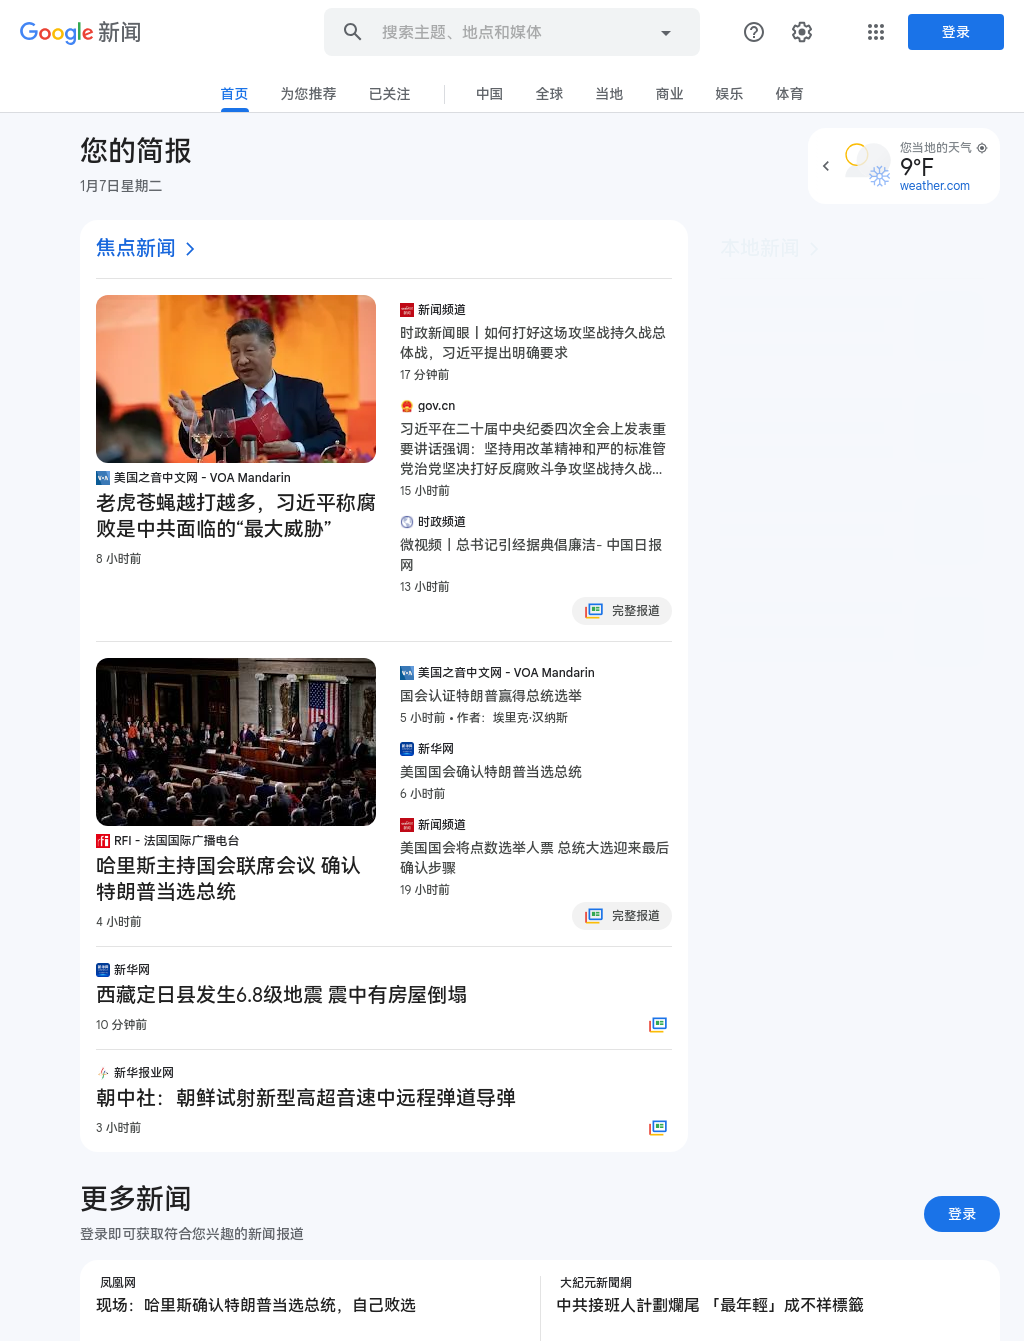 Google 新闻
搜索主题、地点和媒体
登录
首页
为您推荐
已关注
中国
全球
当地
商业
娱乐
体育
您的简报
1月7日星期二
您当地的天气
9°F
weather.com
焦点新闻
本地新闻
美国之音中文网 - VOA Mandarin
老虎苍蝇越打越多，习近平称腐
败是中共面临的“最大威胁”
8 小时前
新闻频道
时政新闻眼丨如何打好这场攻坚战持久战总
体战，习近平提出明确要求
17 分钟前
gov.cn
习近平在二十届中央纪委四次全会上发表重
要讲话强调：坚持用改革精神和严的标准管
党治党坚决打好反腐败斗争攻坚战持久战...
15 小时前
时政频道
微视频丨总书记引经据典倡廉洁- 中国日报
网
13 小时前
完整报道
RFI - 法国国际广播电台
哈里斯主持国会联席会议 确认
特朗普当选总统
4 小时前
美国之音中文网 - VOA Mandarin
国会认证特朗普赢得总统选举
5 小时前 • 作者：埃里克·汉纳斯
新华网
美国国会确认特朗普当选总统
6 小时前
新闻频道
美国国会将点数选举人票 总统大选迎来最后
确认步骤
19 小时前
完整报道
新华网
西藏定日县发生6.8级地震 震中有房屋倒塌
10 分钟前
新华报业网
朝中社：朝鲜试射新型高超音速中远程弹道导弹
3 小时前
更多新闻
登录即可获取符合您兴趣的新闻报道
登录
凤凰网
现场：哈里斯确认特朗普当选总统，自己败选
大紀元新聞網
中共接班人計劃爛尾 「最年輕」成不祥標籤